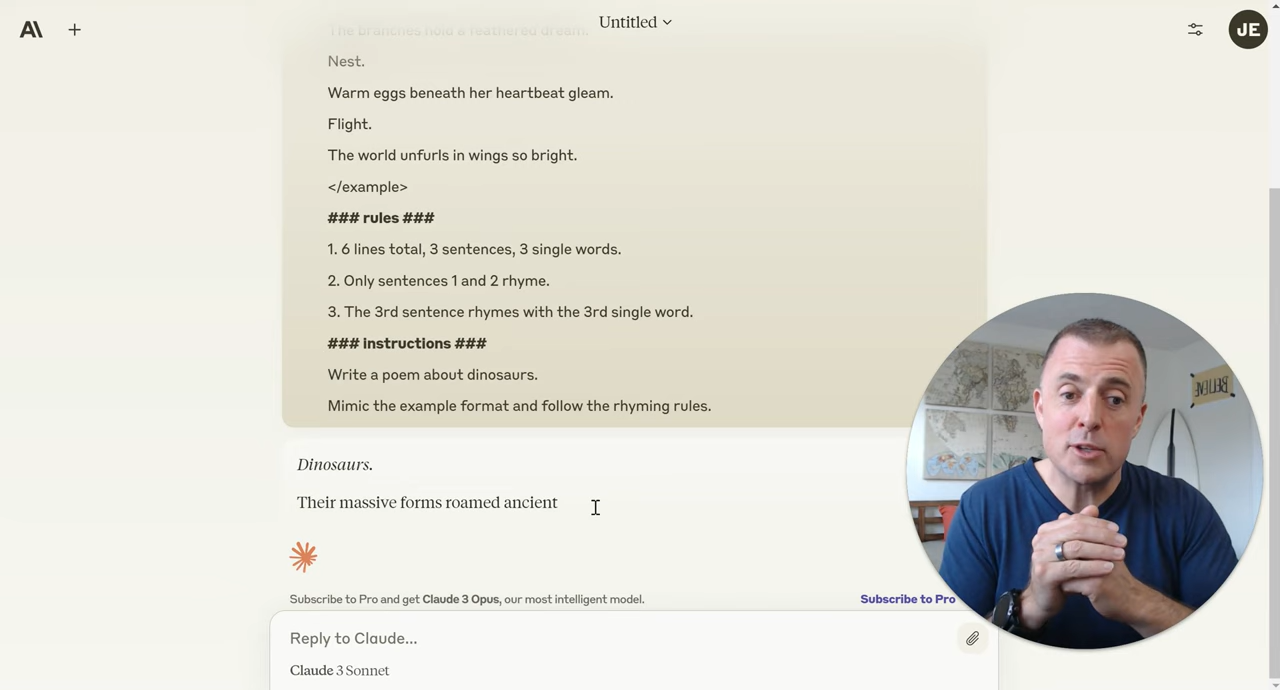 Untitled
JE
The branches hold a feathered dream.
Nest.
Warm eggs beneath her heartbeat gleam.
Flight.
The world unfurls in wings so bright.
</example>
### rules ###
1. 6 lines total, 3 sentences, 3 single words.
2. Only sentences 1 and 2 rhyme.
3. The 3rd sentence rhymes with the 3rd single word.
### instructions ###
Write a poem about dinosaurs.
Mimic the example format and follow the rhyming rules.
Dinosaurs.
Their massive forms roamed ancient
Subscribe to Pro and get Claude 3 Opus, our most intelligent model. Subscribe to Pro
Reply to Claude...
Claude 3 Sonnet